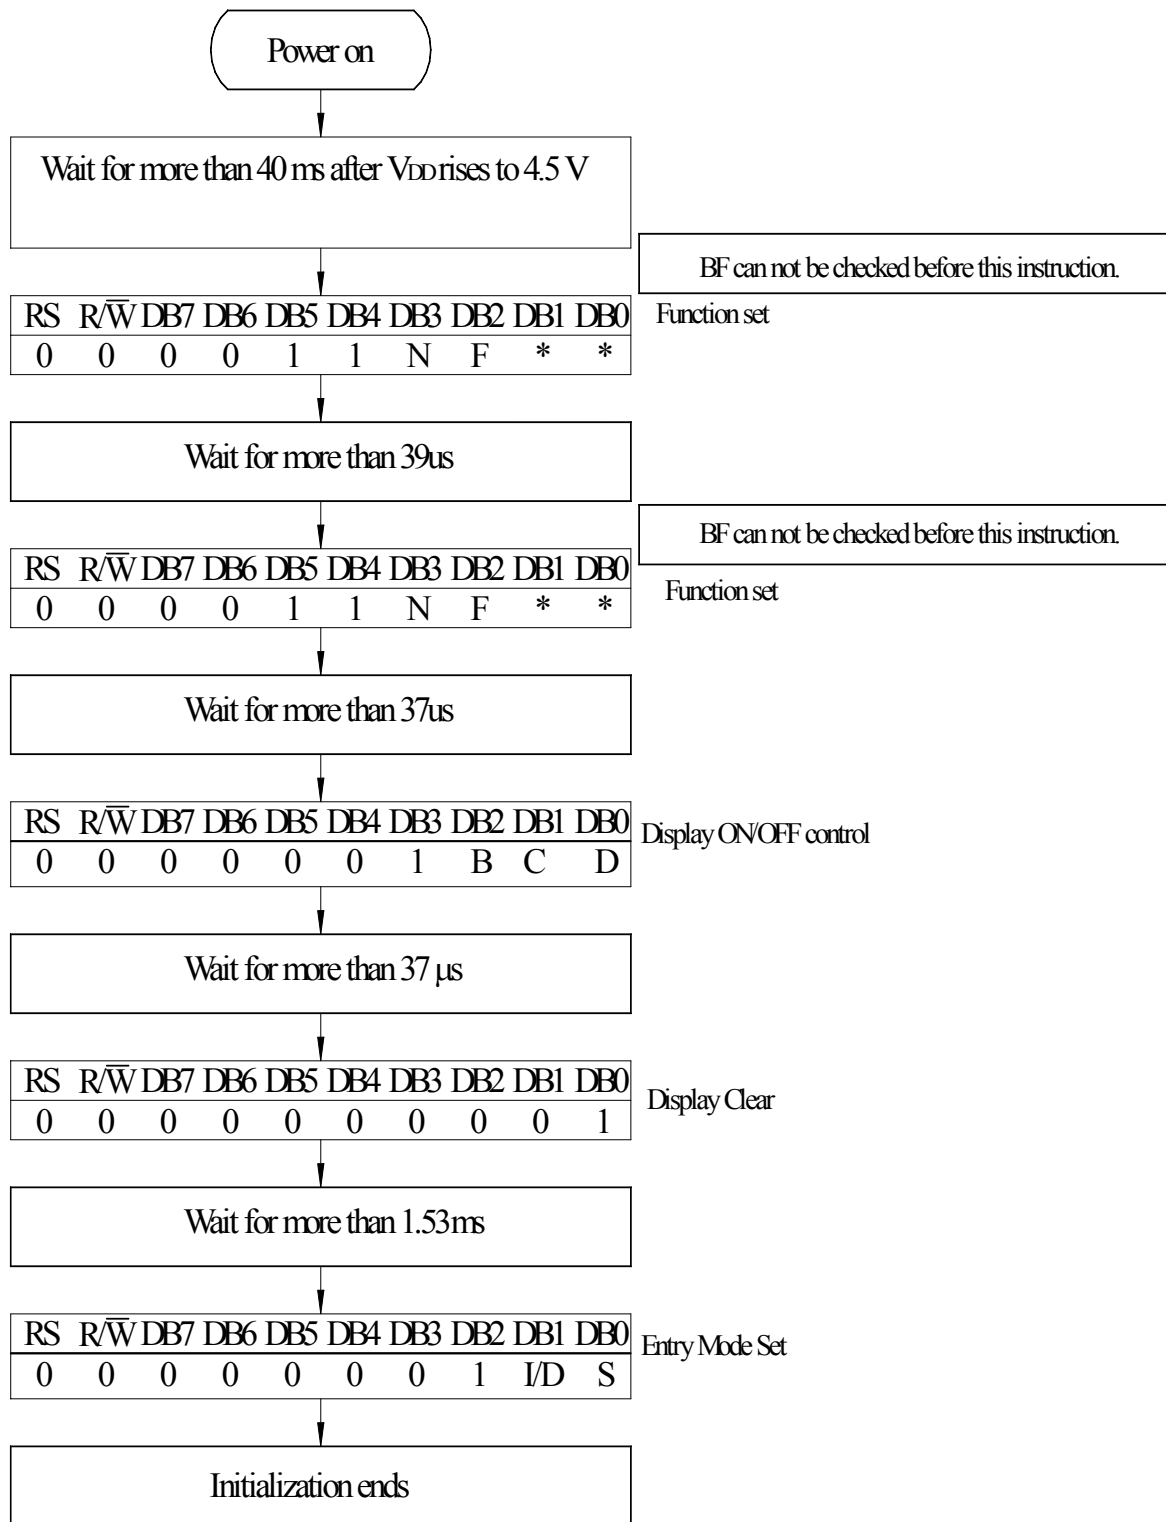 Power on
Wait for more than 40 ms after VDD rises to 4.5 V
BF can not be checked before this instruction.
RS R/W̅ DB7 DB6 DB5 DB4 DB3 DB2 DB1 DB0
Function set
0 0 0 0 1 1 N F * *
Wait for more than 39us
BF can not be checked before this instruction.
RS R/W̅ DB7 DB6 DB5 DB4 DB3 DB2 DB1 DB0
Function set
0 0 0 0 1 1 N F * *
Wait for more than 37us
RS R/W̅ DB7 DB6 DB5 DB4 DB3 DB2 DB1 DB0
Display ON/OFF control
0 0 0 0 0 0 1 B C D
Wait for more than 37 μs
RS R/W̅ DB7 DB6 DB5 DB4 DB3 DB2 DB1 DB0
Display Clear
0 0 0 0 0 0 0 0 0 1
Wait for more than 1.53ms
RS R/W̅ DB7 DB6 DB5 DB4 DB3 DB2 DB1 DB0
Entry Mode Set
0 0 0 0 0 0 0 1 I/D S
Initialization ends